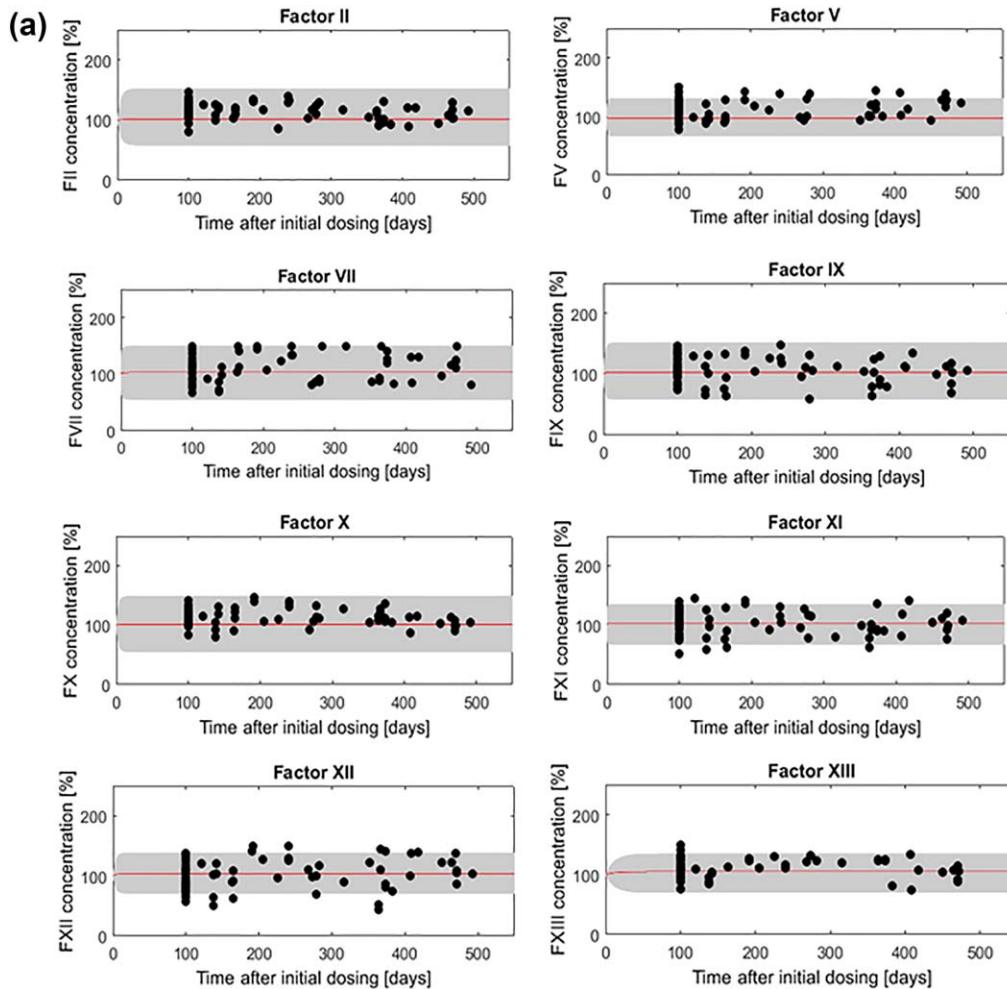 (a)
Factor II
FII concentration [%]
200
100
0
0 100 200 300 400 500
Time after initial dosing [days]
Factor V
FV concentration [%]
200
100
0
0 100 200 300 400 500
Time after initial dosing [days]
Factor VII
FVII concentration [%]
200
100
0
0 100 200 300 400 500
Time after initial dosing [days]
Factor IX
FIX concentration [%]
200
100
0
0 100 200 300 400 500
Time after initial dosing [days]
Factor X
FX concentration [%]
200
100
0
0 100 200 300 400 500
Time after initial dosing [days]
Factor XI
FXI concentration [%]
200
100
0
0 100 200 300 400 500
Time after initial dosing [days]
Factor XII
FXII concentration [%]
200
100
0
0 100 200 300 400 500
Time after initial dosing [days]
Factor XIII
FXIII concentration [%]
200
100
0
0 100 200 300 400 500
Time after initial dosing [days]